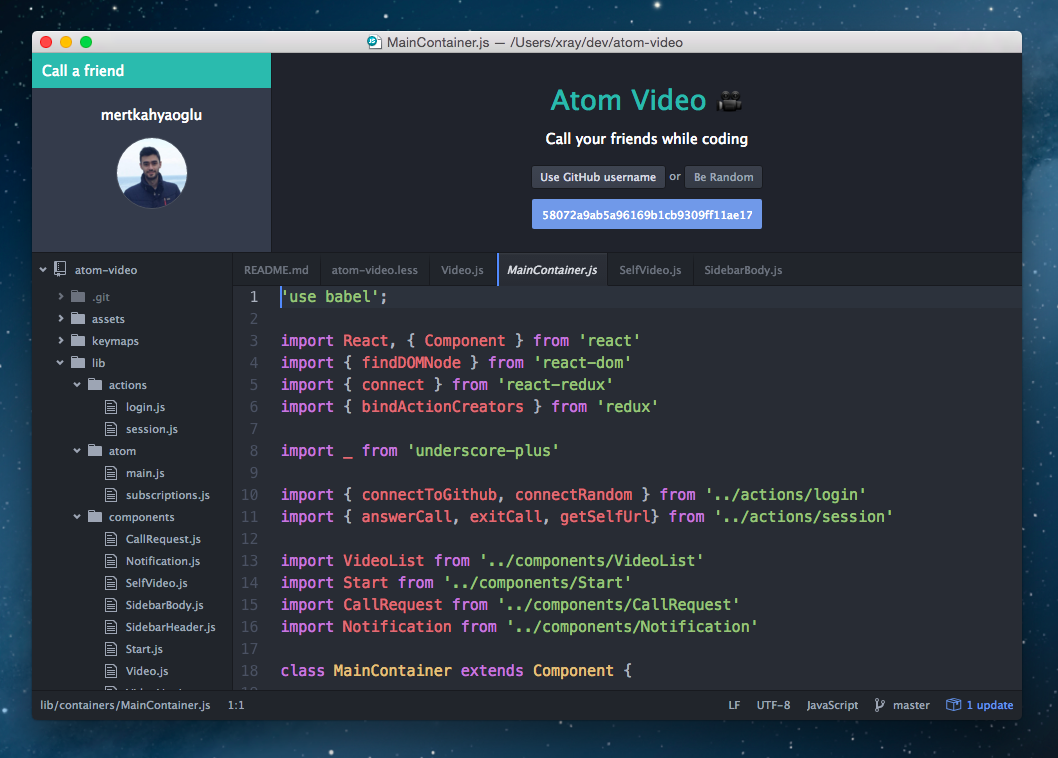 MainContainer.js — /Users/xray/dev/atom-video
Call a friend
mertkahyaoglu
Atom Video
Call your friends while coding
Use GitHub username or Be Random
58072a9ab5a96169b1cb9309ff11ae17
atom-video
.git
assets
keymaps
lib
actions
login.js
session.js
atom
main.js
subscriptions.js
components
CallRequest.js
Notification.js
SelfVideo.js
SidebarBody.js
SidebarHeader.js
Start.js
Video.js
README.md atom-video.less Video.js MainContainer.js SelfVideo.js SidebarBody.js
1 'use babel';
2
3 import React, { Component } from 'react'
4 import { findDOMNode } from 'react-dom'
5 import { connect } from 'react-redux'
6 import { bindActionCreators } from 'redux'
7
8 import _ from 'underscore-plus'
9
10 import { connectToGithub, connectRandom } from '../actions/login'
11 import { answerCall, exitCall, getSelfUrl} from '../actions/session'
12
13 import VideoList from '../components/VideoList'
14 import Start from '../components/Start'
15 import CallRequest from '../components/CallRequest'
16 import Notification from '../components/Notification'
17
18 class MainContainer extends Component {
lib/containers/MainContainer.js 1:1 LF UTF-8 JavaScript master 1 update